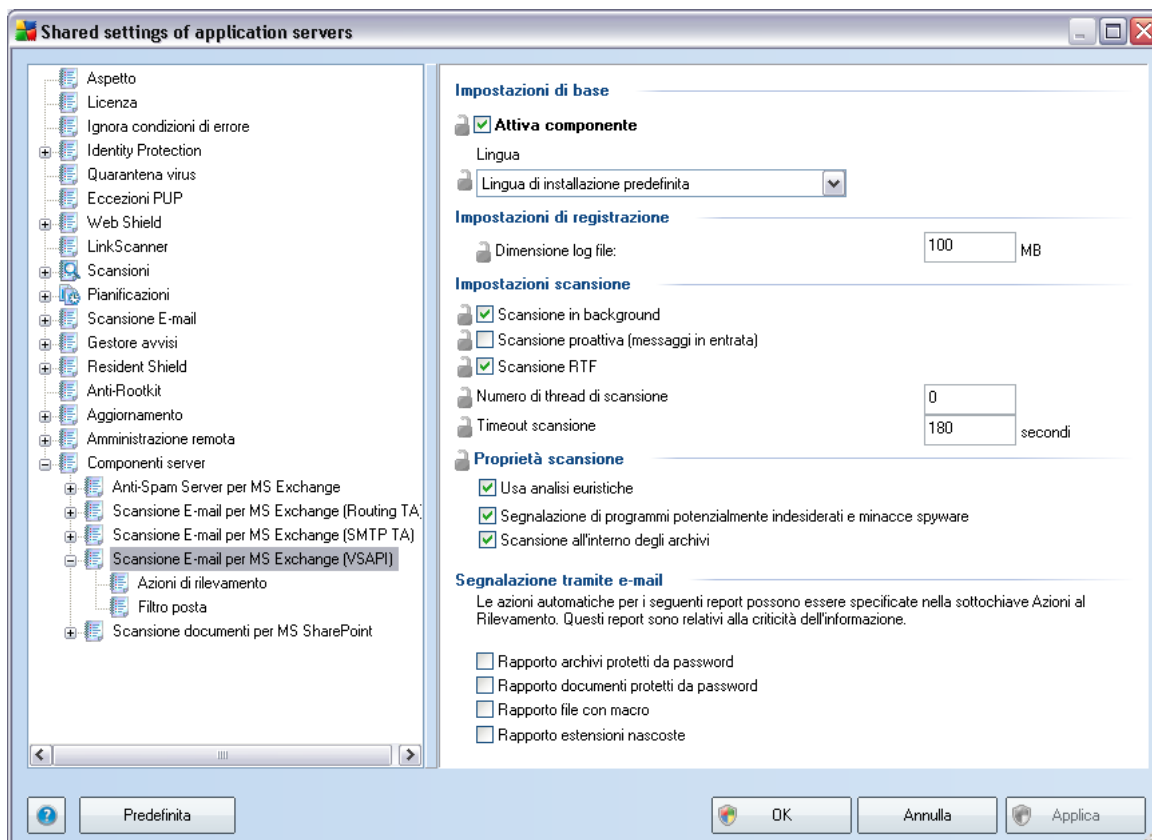 Shared settings of application servers
Aspetto
Licenza
Ignora condizioni di errore
Identity Protection
Quarantena virus
Eccezioni PUP
Web Shield
LinkScanner
Scansioni
Pianificazioni
Scansione E-mail
Gestore avvisi
Resident Shield
Anti-Rootkit
Aggiornamento
Amministrazione remota
Componenti server
Anti-Spam Server per MS Exchange
Scansione E-mail per MS Exchange (Routing TA)
Scansione E-mail per MS Exchange (SMTP TA)
Scansione E-mail per MS Exchange (VSAPI)
Azioni di rilevamento
Filtro posta
Scansione documenti per MS SharePoint
Impostazioni di base
Attiva componente
Lingua
Lingua di installazione predefinita
Impostazioni di registrazione
Dimensione log file: 100 MB
Impostazioni scansione
Scansione in background
Scansione proattiva (messaggi in entrata)
Scansione RTF
Numero di thread di scansione 0
Timeout scansione 180 secondi
Proprietà scansione
Usa analisi euristiche
Segnalazione di programmi potenzialmente indesiderati e minacce spyware
Scansione all'interno degli archivi
Segnalazione tramite e-mail
Le azioni automatiche per i seguenti report possono essere specificate nella sottochiave Azioni al
Rilevamento. Questi report sono relativi alla criticità dell'informazione.
Rapporto archivi protetti da password
Rapporto documenti protetti da password
Rapporto file con macro
Rapporto estensioni nascoste
? Predefinita OK Annulla Applica